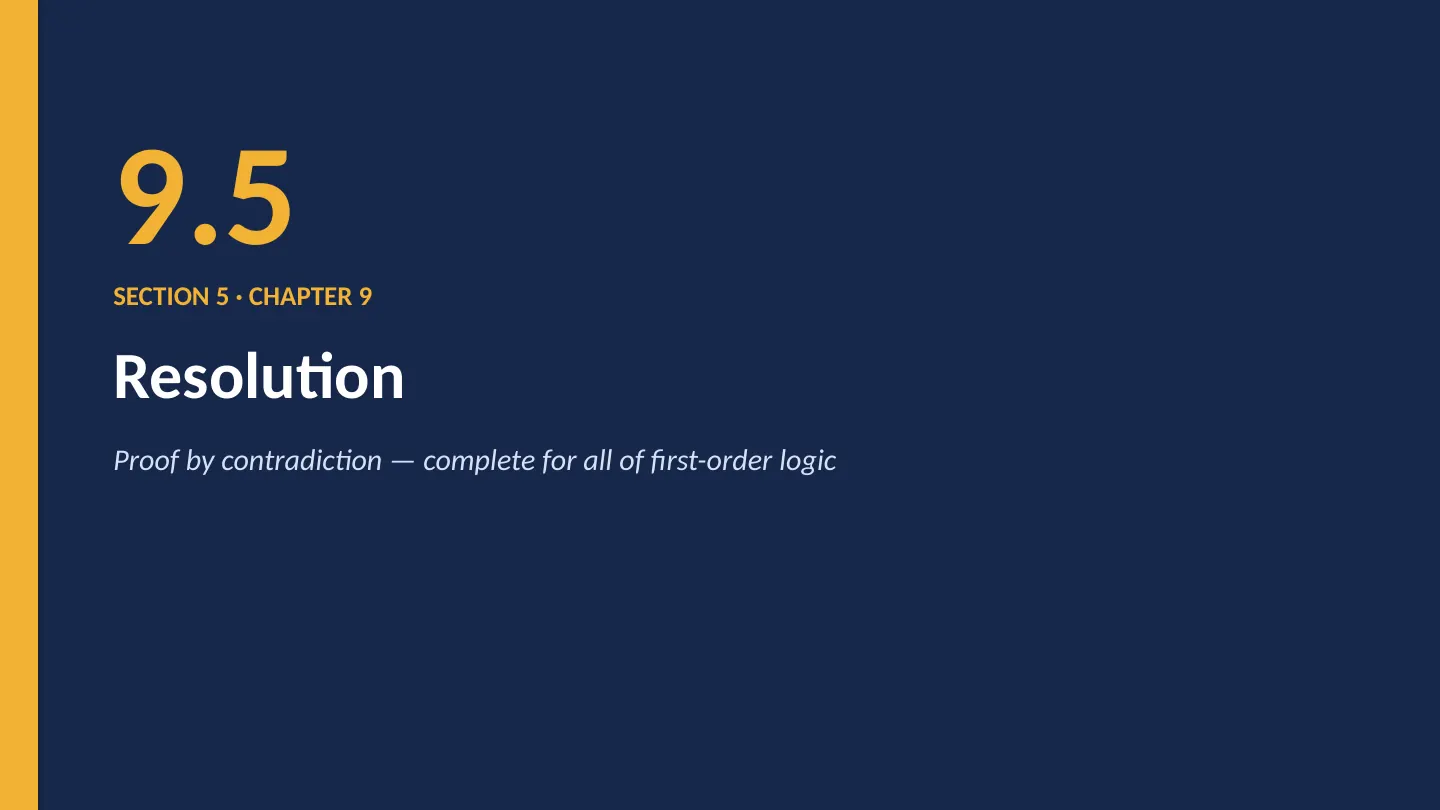 9.5
SECTION 5 · CHAPTER 9
Resolution
Proof by contradiction — complete for all of first-order logic